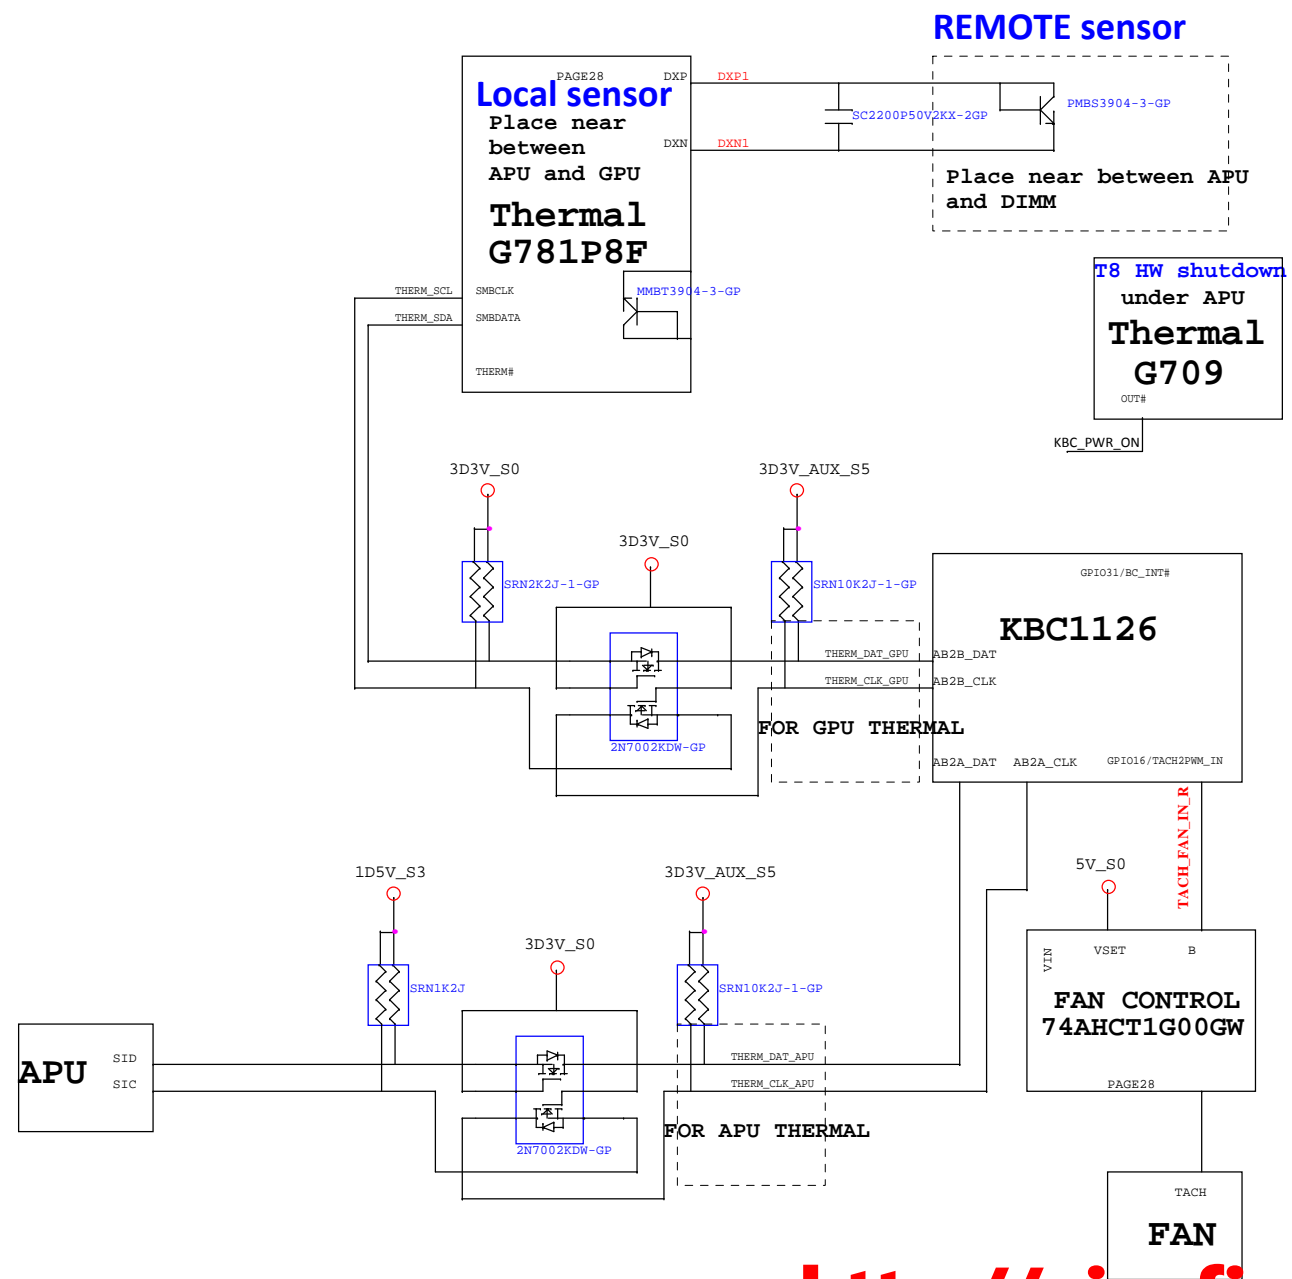 REMOTE sensor
PAGE28
DXP
DXP1
Local sensor
PMBS3904-3-GP
SC2200P50V2KX-2GP
Place near
between
APU and GPU
DXN
DXN1
Place near between APU
and DIMM
Thermal
G781P8F
T8 HW shutdown
under APU
Thermal
G709
OUT#
KBC_PWR_ON
THERM_SCL
SMBCLK
MMBT3904-3-GP
THERM_SDA
SMBDATA
THERM#
3D3V_S0
3D3V_AUX_S5
3D3V_S0
SRN2K2J-1-GP
SRN10K2J-1-GP
GPIO31/BC_INT#
KBC1126
THERM_DAT_GPU
AB2B_DAT
THERM_CLK_GPU
AB2B_CLK
FOR GPU THERMAL
2N7002KDW-GP
AB2A_DAT
AB2A_CLK
GPIO16/TACH2PWM_IN
TACH_FAN_IN_R
1D5V_S3
3D3V_AUX_S5
5V_S0
3D3V_S0
VIN
VSET
B
SRN1K2J
SRN10K2J-1-GP
FAN CONTROL
74AHCT1G00GW
PAGE28
APU
SID
SIC
THERM_DAT_APU
THERM_CLK_APU
FOR APU THERMAL
2N7002KDW-GP
TACH
FAN